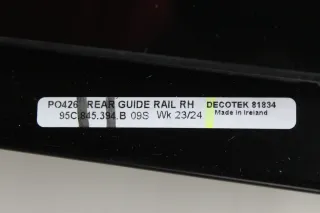 PO426 REAR GUIDE RAIL RH DECOTEK 81834
95C.845.394.B 09S Wk 23/24 Made in Ireland